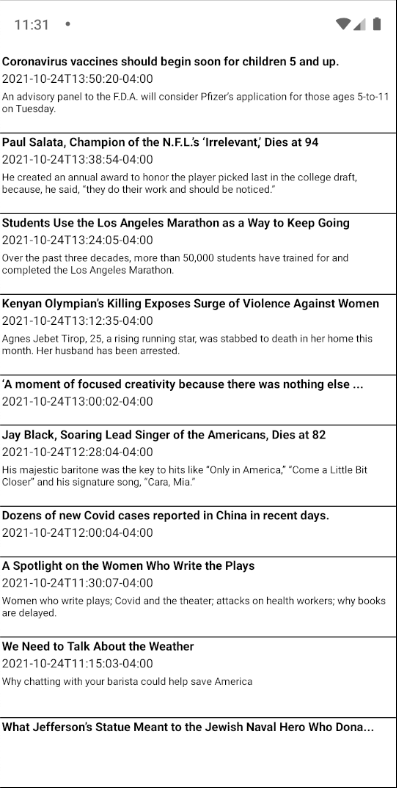 11:31
Coronavirus vaccines should begin soon for children 5 and up.
2021-10-24T13:50:20-04:00
An advisory panel to the F.D.A. will consider Pfizer’s application for those ages 5-to-11
on Tuesday.
Paul Salata, Champion of the N.F.L.’s ‘Irrelevant,’ Dies at 94
2021-10-24T13:38:54-04:00
He created an annual award to honor the player picked last in the college draft,
because, he said, “they do their work and should be noticed.”
Students Use the Los Angeles Marathon as a Way to Keep Going
2021-10-24T13:24:05-04:00
Over the past three decades, more than 50,000 students have trained for and
completed the Los Angeles Marathon.
Kenyan Olympian’s Killing Exposes Surge of Violence Against Women
2021-10-24T13:12:35-04:00
Agnes Jebet Tirop, 25, a rising running star, was stabbed to death in her home this
month. Her husband has been arrested.
‘A moment of focused creativity because there was nothing else ...
2021-10-24T13:00:02-04:00
Jay Black, Soaring Lead Singer of the Americans, Dies at 82
2021-10-24T12:28:04-04:00
His majestic baritone was the key to hits like “Only in America,” “Come a Little Bit
Closer” and his signature song, “Cara, Mia.”
Dozens of new Covid cases reported in China in recent days.
2021-10-24T12:00:04-04:00
A Spotlight on the Women Who Write the Plays
2021-10-24T11:30:07-04:00
Women who write plays; Covid and the theater; attacks on health workers; why books
are delayed.
We Need to Talk About the Weather
2021-10-24T11:15:03-04:00
Why chatting with your barista could help save America
What Jefferson’s Statue Meant to the Jewish Naval Hero Who Dona...